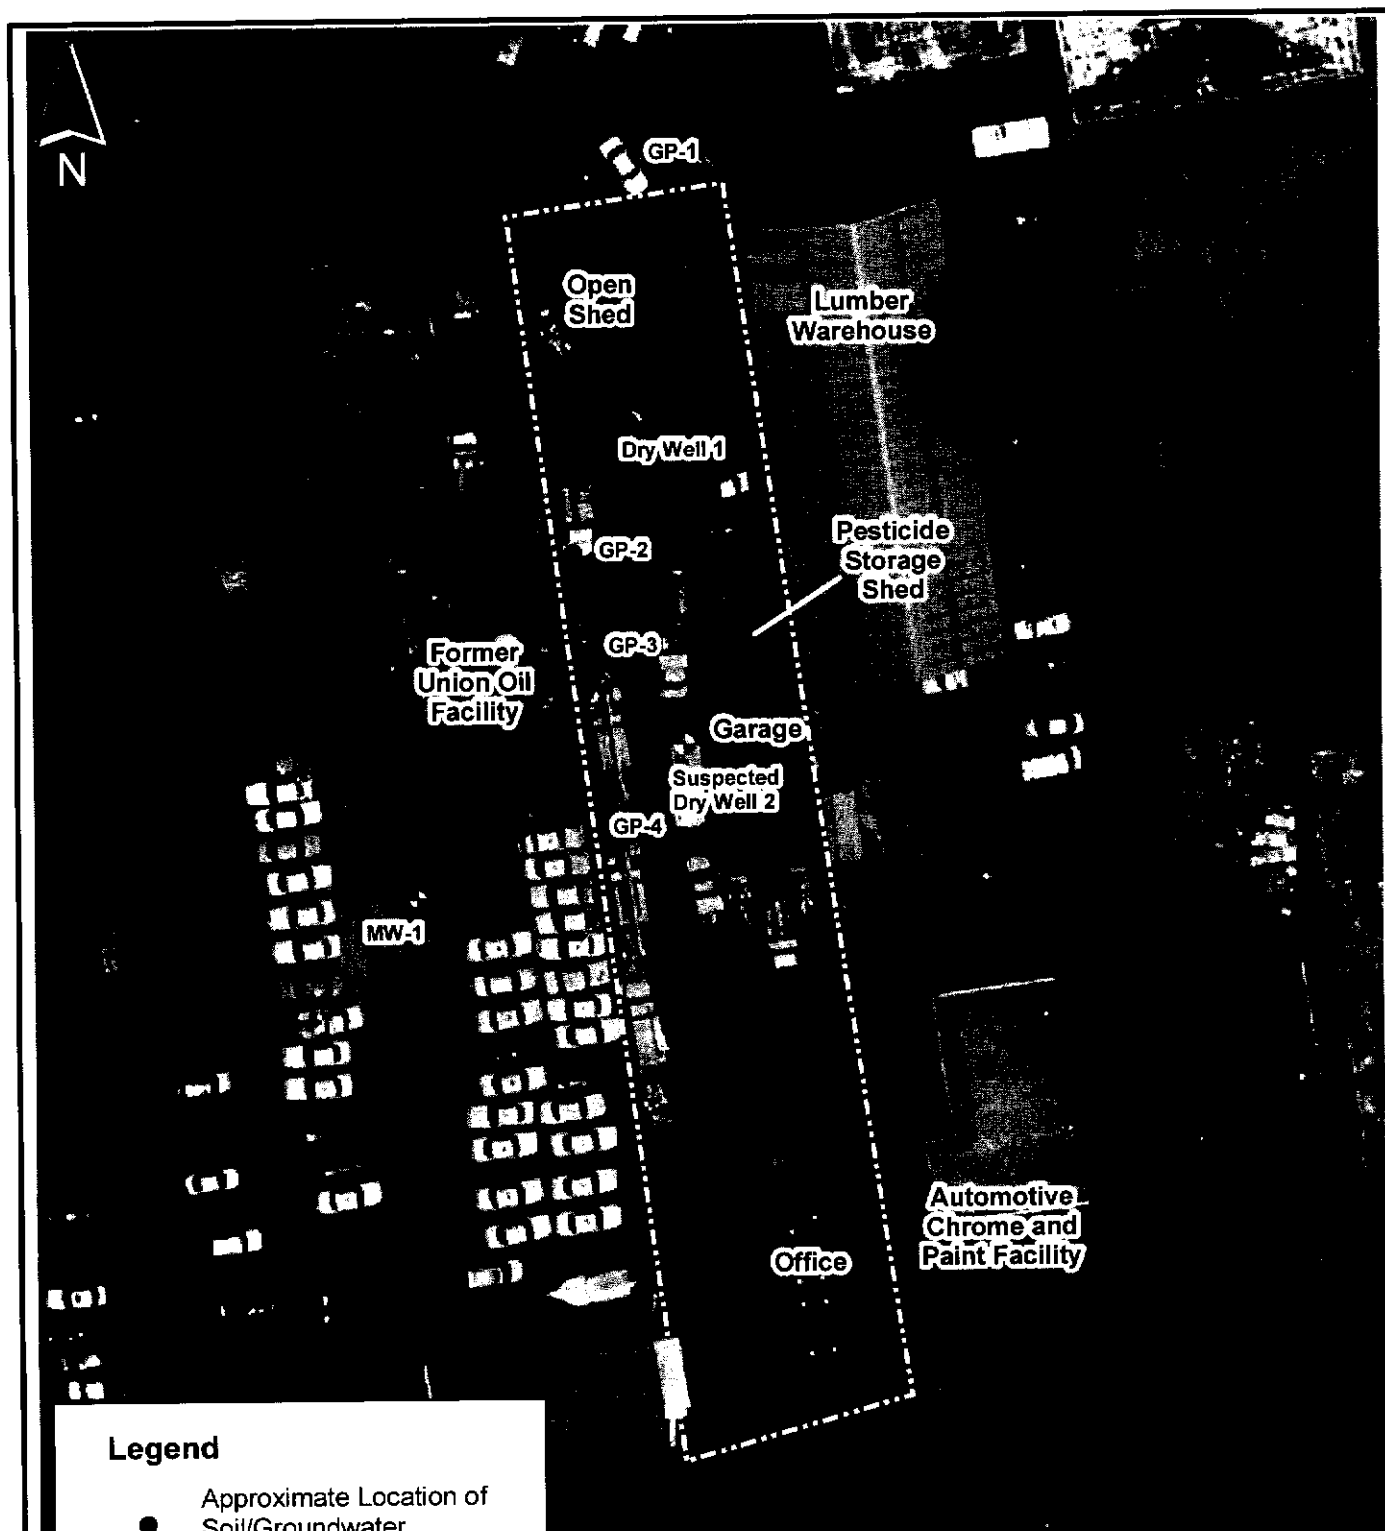 N
GP-1
Open
Shed
Lumber
Warehouse
Dry Well 1
GP-2
Pesticide
Storage
Shed
GP-3
Former
Union Oil
Facility
Garage
Suspected
Dry Well 2
GP-4
MW-1
Automotive
Chrome and
Paint Facility
Office
Legend
Approximate Location of
Soil/Groundwater